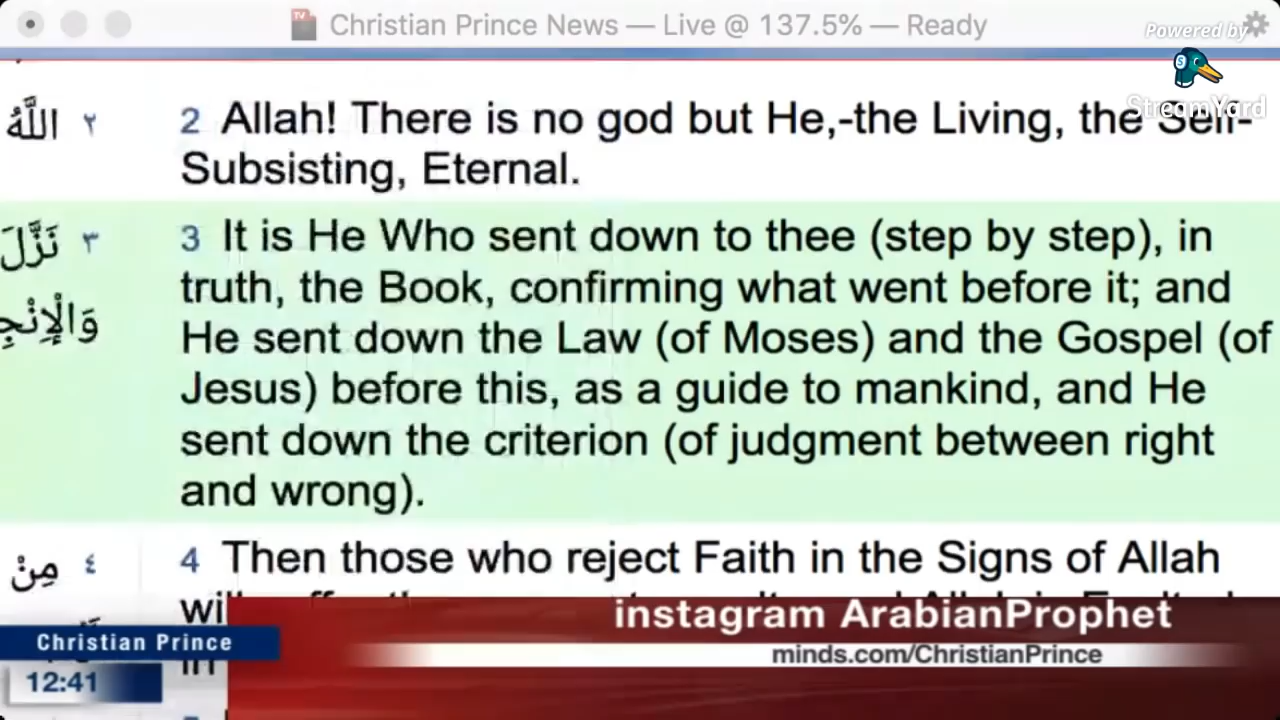 Christian Prince News — Live @ 137.5% — Ready
Powered by
StreamYard
اللَّهُ ٢
2 Allah! There is no god but He,-the Living, the Self-
Subsisting, Eternal.
نَزَّلَ ٣
3 It is He Who sent down to thee (step by step), in
truth, the Book, confirming what went before it; and
He sent down the Law (of Moses) and the Gospel (of
Jesus) before this, as a guide to mankind, and He
sent down the criterion (of judgment between right
and wrong).
مِنْ ٤
4 Then those who reject Faith in the Signs of Allah
instagram ArabianProphet
Christian Prince
minds.com/ChristianPrince
12:41